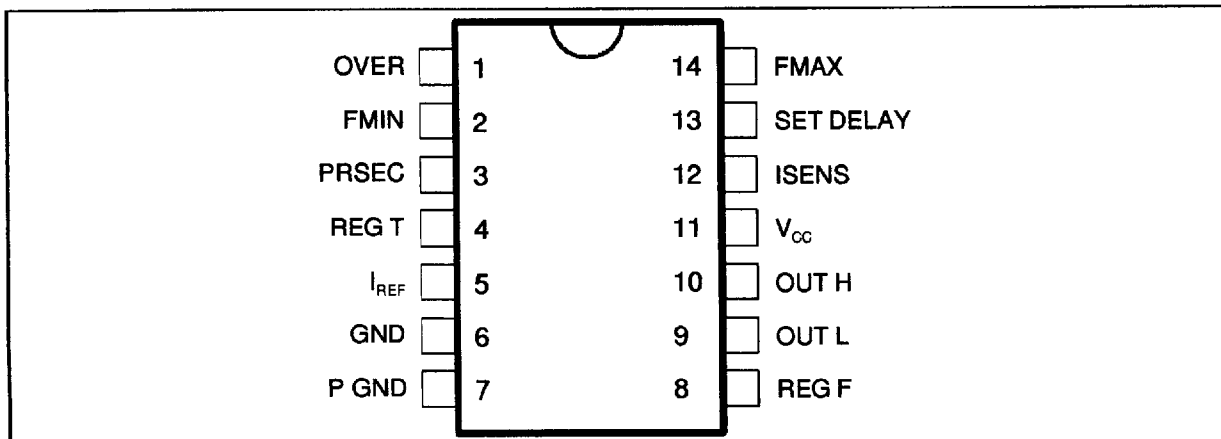 OVER 1 14 FMAX
FMIN 2 13 SET DELAY
PRSEC 3 12 ISENS
REG T 4 11 VCC
IREF 5 10 OUT H
GND 6 9 OUT L
P GND 7 8 REG F